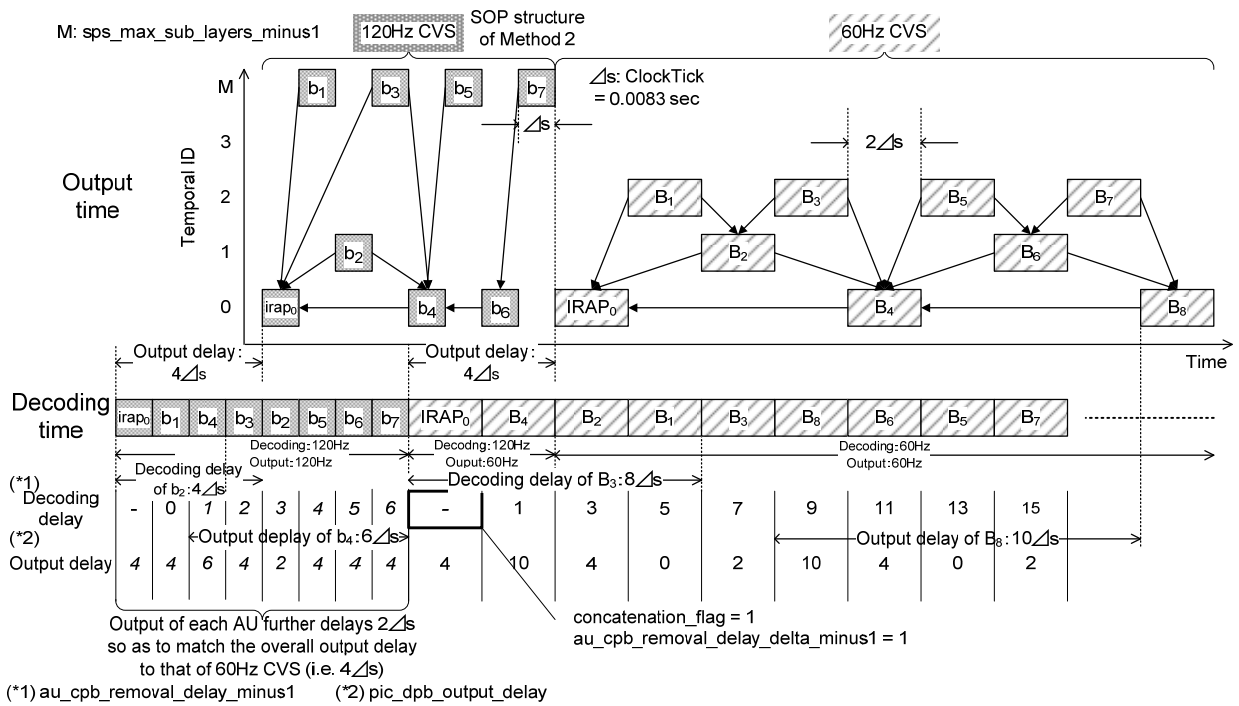 M: sps_max_sub_layers_minus1
120Hz CVS
SOP structure
of Method 2
60Hz CVS
⊿s: ClockTick
= 0.0083 sec
Output
time
Temporal ID
M
3
2
1
0
b1
b3
b5
b7
⊿s
2⊿s
B1
B3
B5
B7
b2
B2
B6
irap0
b4
b6
IRAP0
B4
B8
Time
Output delay:
4⊿s
Output delay:
4⊿s
Decoding
time
irap0 b1 b4 b3 b2 b5 b6 b7 IRAP0 B4 B2 B1 B3 B8 B6 B5 B7
Decoding:120Hz
Output:120Hz
Decoding:120Hz
Ouput:60Hz
Decoding:60Hz
Output:60Hz
Decoding delay
of b2:4⊿s
Decoding delay of B3:8⊿s
(*1)
Decoding
delay
- 0 1 2 3 4 5 6 - 1 3 5 7 9 11 13 15
(*2)
Output deplay of b4:6⊿s
Output delay of B8:10⊿s
Output delay 4 4 6 4 2 4 4 4 4 10 4 0 2 10 4 0 2
Output of each AU further delays 2⊿s
so as to match the overall output delay
to that of 60Hz CVS (i.e. 4⊿s)
concatenation_flag = 1
au_cpb_removal_delay_delta_minus1 = 1
(*1) au_cpb_removal_delay_minus1 (*2) pic_dpb_output_delay